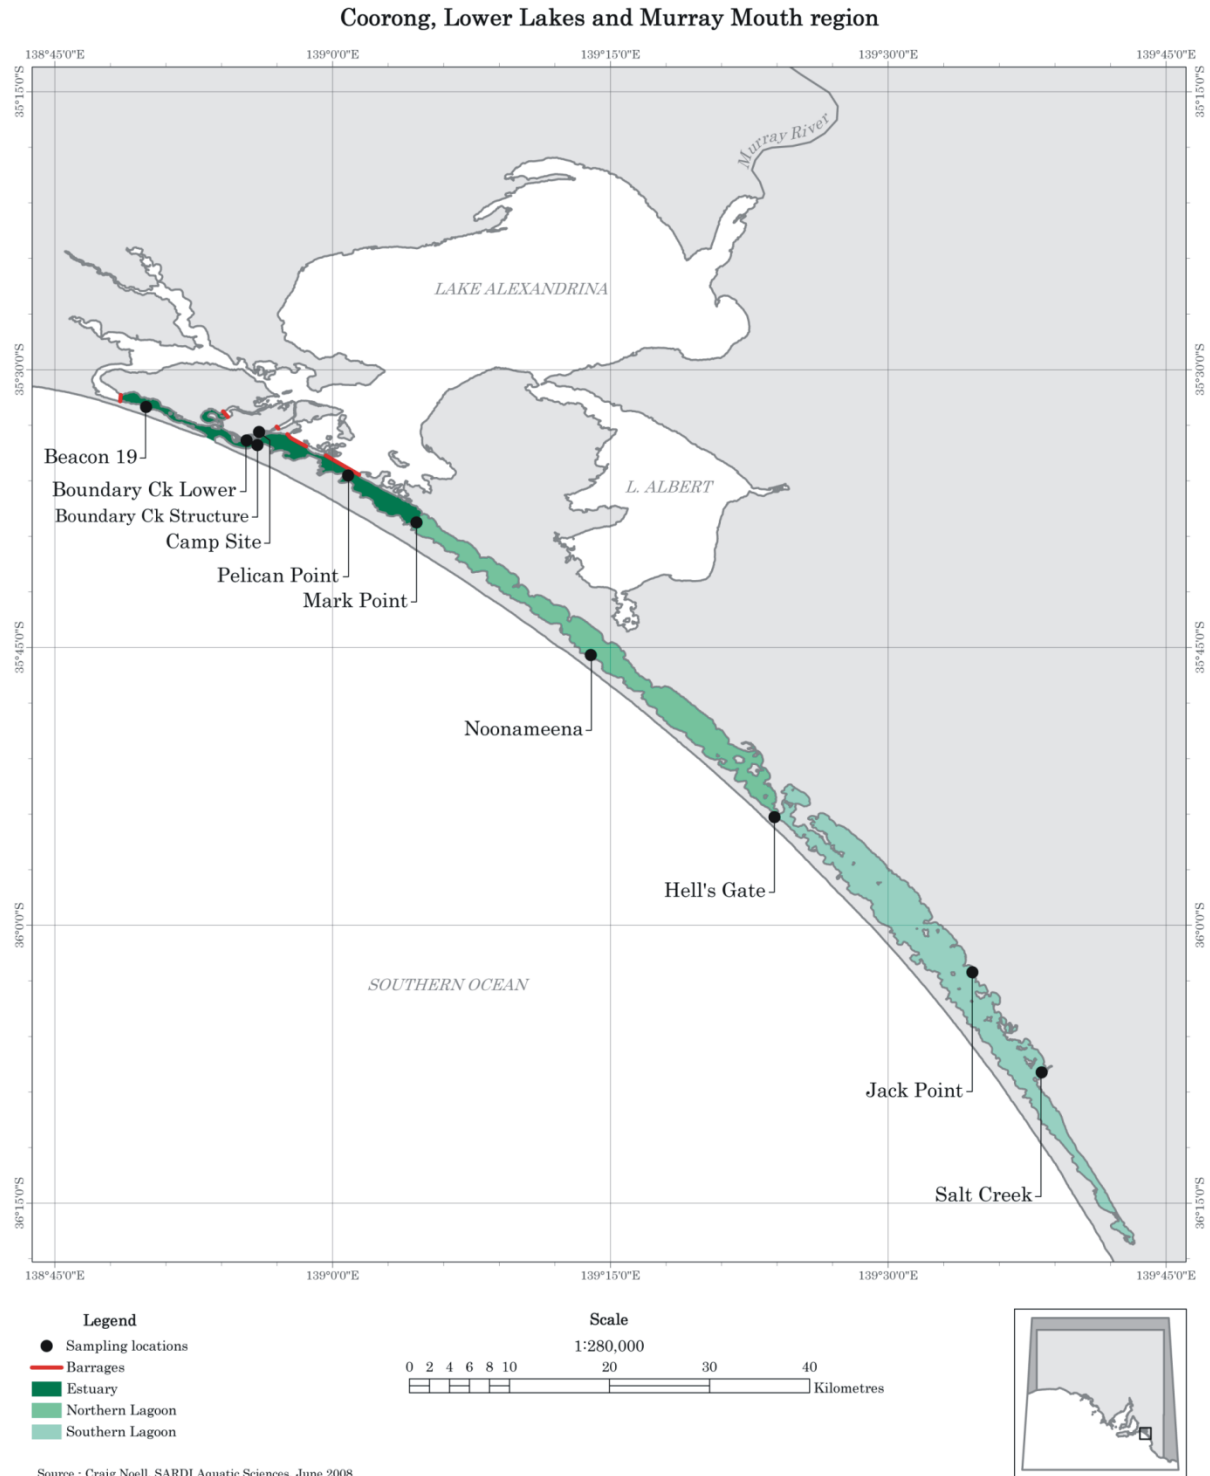 Coorong, Lower Lakes and Murray Mouth region
138°45'0"E 139°0'0"E 139°15'0"E 139°30'0"E 139°45'0"E
35°15'0"S 35°15'0"S
Murray River
LAKE ALEXANDRINA
35°30'0"S 35°30'0"S
Beacon 19
L. ALBERT
Boundary Ck Lower
Boundary Ck Structure
Camp Site
Pelican Point
Mark Point
35°45'0"S 35°45'0"S
Noonameena
Hell's Gate
36°0'0"S 36°0'0"S
SOUTHERN OCEAN
Jack Point
Salt Creek
36°15'0"S 36°15'0"S
138°45'0"E 139°0'0"E 139°15'0"E 139°30'0"E 139°45'0"E
Legend
Sampling locations
Barrages
Estuary
Northern Lagoon
Southern Lagoon
Scale
1:280,000
0 2 4 6 8 10 20 30 40
Kilometres
Source : Craig Noell, SARDI Aquatic Sciences, June 2008